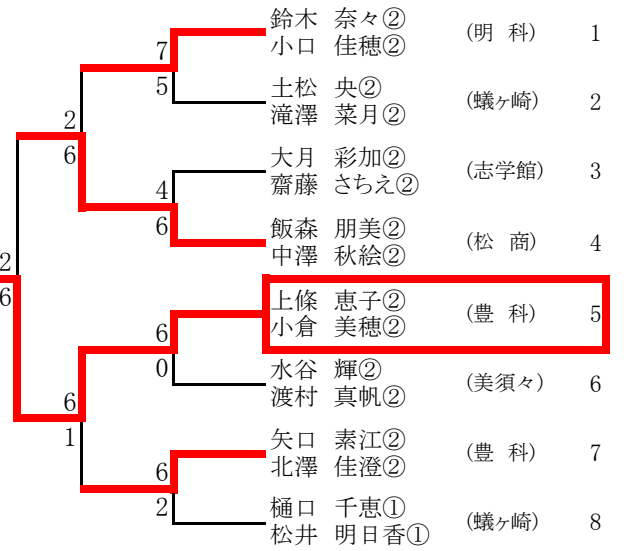 鈴木 奈々② (明 科) 1
小口 佳穂②
7
5
土松 央② (蟻ヶ崎) 2
滝澤 菜月②
2
6
大月 彩加② (志学館) 3
齋藤 さちえ②
4
6
飯森 朋美② (松 商) 4
中澤 秋絵②
2
6
上條 恵子② (豊 科) 5
小倉 美穂②
6
0
水谷 輝② (美須々) 6
渡村 真帆②
6
1
矢口 素江② (豊 科) 7
北澤 佳澄②
6
2
樋口 千恵① (蟻ヶ崎) 8
松井 明日香①